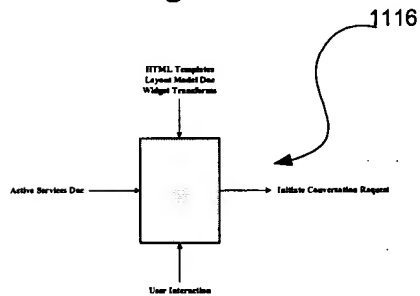 1116
HTML Templates
Layout Model Doc
Widget Transforms
Active Services Doc
Initiate Conversation Request
User Interaction